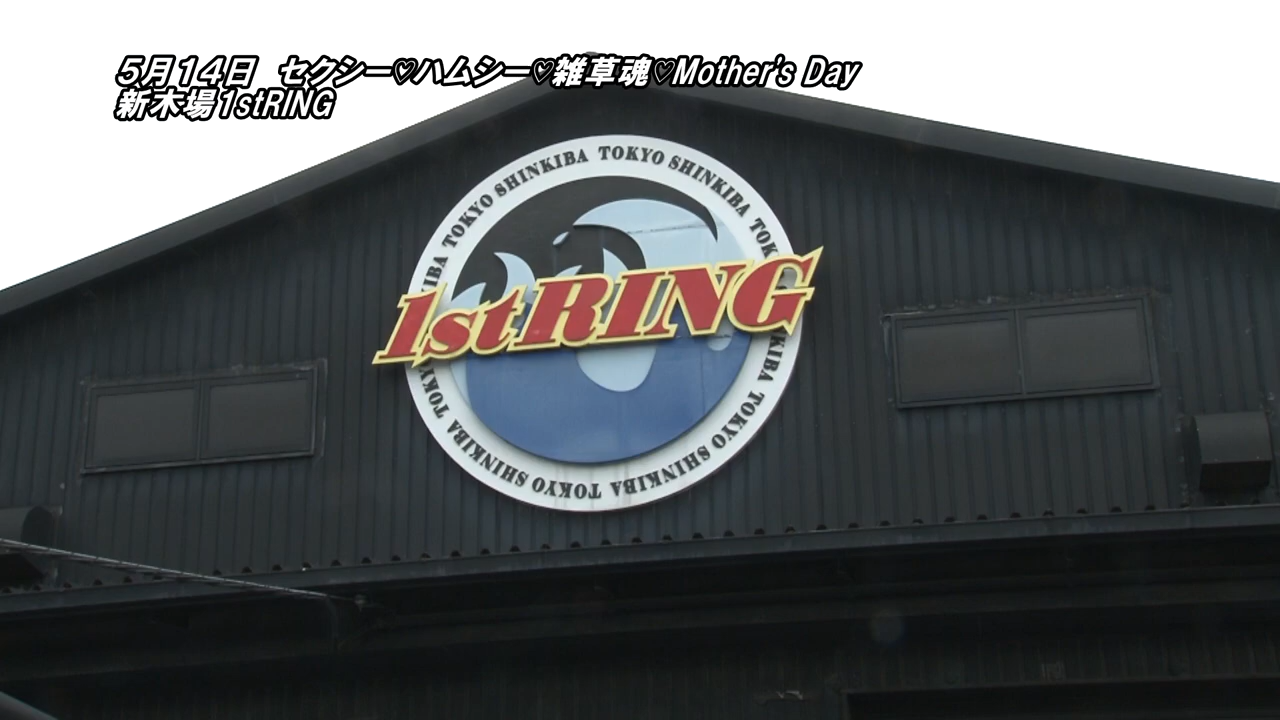 ５月１４日　セクシー♡ハムシー♡雑草魂♡Mother's Day
新木場1stRING
TOKYO SHINKIBA TOKYO SHINKIBA TOKYO SHINKIBA TOKYO SHINKIBA TOKYO SHINKIBA TOKYO SHINKIBA
1stRING